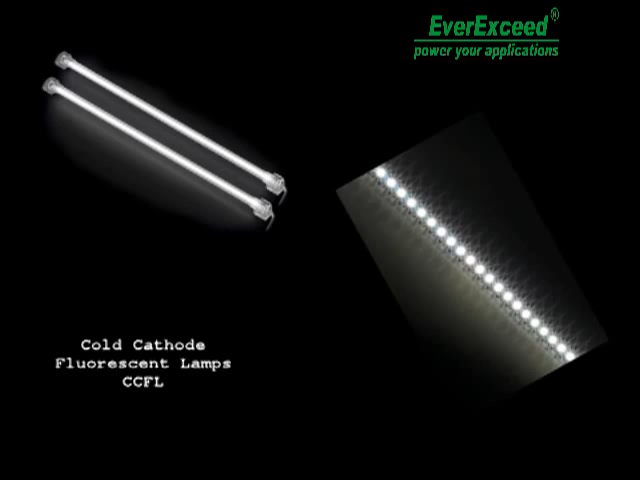 EverExceed®
power your applications
Cold Cathode
Fluorescent Lamps
CCFL